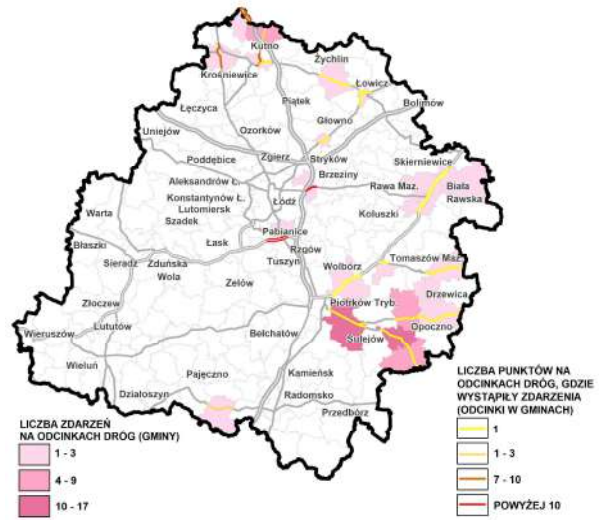 Kutno
Żychlin
Krośniewice
Łowicz
Piątek
Bolimów
Łęczyca
Głowno
Uniejów
Ozorków
Skierniewice
Poddębice
Zgierz
Stryków
Brzeziny
Aleksandrów Ł.
Rawa Maz.
Biała
Rawska
Konstantynów Ł.
Łódź
Lutomiersk
Warta
Szadek
Koluszki
Pabianice
Błaszki
Łask
Rzgów
Sieradz
Zduńska
Wola
Tuszyn
Wolbórz
Tomaszów Maz.
Zelów
Drzewica
Złoczew
Piotrków Tryb
Opoczno
Wieruszów
Lututów
Bełchatów
Sulejów
Wieluń
Pajęczno
Kamieńsk
Działoszyn
Radomsko
Przedbórz
LICZBA ZDARZEŃ
NA ODCINKACH DRÓG (GMINY)
1 - 3
4 - 9
10 - 17
LICZBA PUNKTÓW NA
ODCINKACH DRÓG, GDZIE
WYSTĄPIŁY ZDARZENIA
(ODCINKI W GMINACH)
1
1 - 3
7 - 10
POWYŻEJ 10